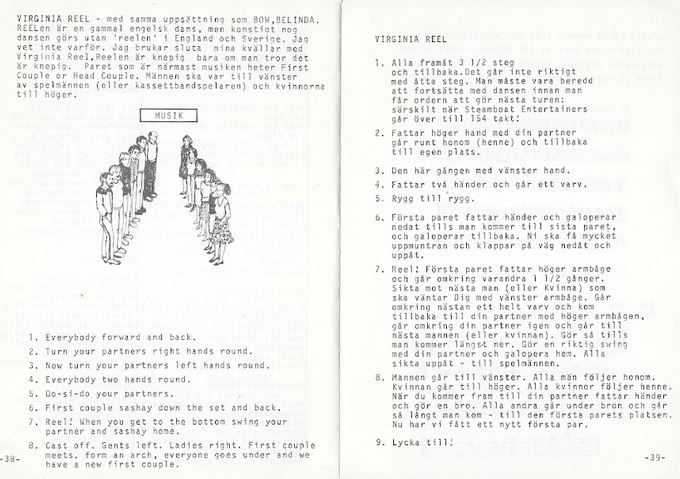 VIRGINIA REEL - med samma uppsättning som BOW,BELINDA.
REELen är en gammal engelsk dans, men konstigt nog
dansen görs utan 'reelen' i England och Sverige. Jag
vet inte varför. Jag brukar sluta mina kvällar med
Virginia Reel,Reelen är knepig bara om man tror det
är knepig. Paret som är närmast musiken heter First
Couple or Head Couple. Männen ska var till vänster
av spelmännen (eller kassettbandspelaren) och kvinnorna
till höger.
MUSIK
1. Everybody forward and back.
2. Turn your partners right hands round.
3. Now turn your partners left hands round.
4. Everybody two hands round.
5. Do-si-do your partners.
6. First couple sashay down the set and back.
7. Reel! When you get to the bottom swing your
partner and sashay home.
8. Cast off. Gents left. Ladies right. First couple
meets. form an arch, everyone goes under and we
have a new first couple.
-38-
VIRGINIA REEL
1. Alla framåt 3 1/2 steg
och tillbaka.Det går inte riktigt
med åtta steg. Man måste vara beredd
att fortsätta med dansen innan man
får ordern att gör nästa turen:
särskilt när Steamboat Entertainers
går över till 154 takt!
2. Fattar höger hand med din partner
går runt honom (henne) och tillbaka
till egen plats.
3. Den här gången med vänster hand.
4. Fattar två händer och går ett varv.
5. Rygg till rygg.
6. Första paret fattar händer och galoperar
nedat tills man kommer till sista paret,
och galoperar tillbaka. Ni ska få mycket
uppmuntran och klappar på väg nedåt och
uppåt.
7. Reel! Första paret fattar höger armbåge
och går omkring varandra 1 1/2 gånger.
Sikta mot nästa man (eller Kvinna) som
ska väntar Dig med vänster armbåge. Går
omkring nästan ett helt varv och kom
tillbaka till din partner med höger armbågen,
går omkring din partner igen och går till
nästa mannen (eller kvinnan). Gör så tills
man kommer längst ner. Gör en riktig swing
med din partner och galopera hem. Alla
sikta uppåt - till spelmännen.
8. Mannen går till vänster. Alla män följer honom.
Kvinnan går till höger. Alla kvinnor följer henne.
När du kommer fram till din partner fattar händer
och gör en bro. Alla andra går under bron och går
så långt man kom - till den första parets platsen.
Nu har vi fått ett nytt första par.
9. Lycka till!
-39-